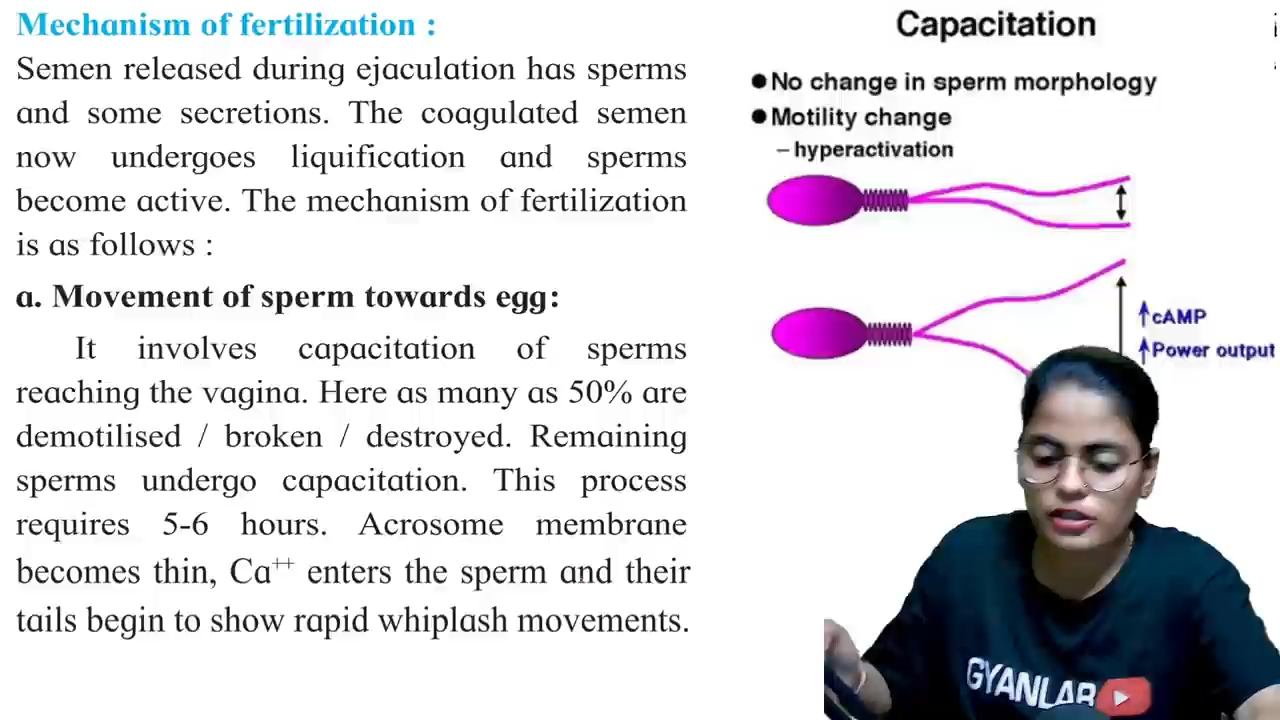 Mechanism of fertilization :
Semen released during ejaculation has sperms
and some secretions. The coagulated semen
now undergoes liquification and sperms
become active. The mechanism of fertilization
is as follows :
a. Movement of sperm towards egg:
It involves capacitation of sperms
reaching the vagina. Here as many as 50% are
demotilised / broken / destroyed. Remaining
sperms undergo capacitation. This process
requires 5-6 hours. Acrosome membrane
becomes thin, Ca⁺⁺ enters the sperm and their
tails begin to show rapid whiplash movements.
Capacitation
● No change in sperm morphology
● Motility change
– hyperactivation
↑cAMP
↑Power output
GYANLAB